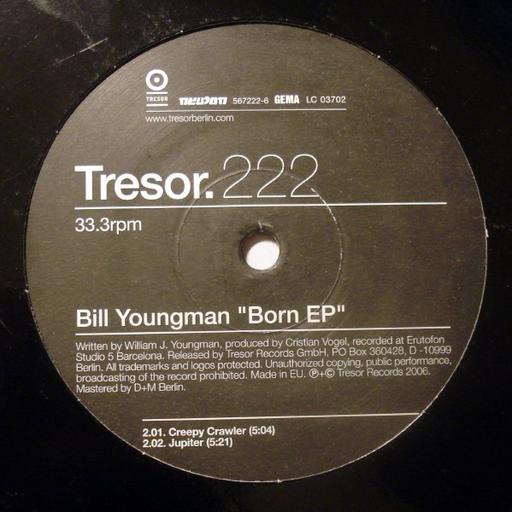 TRESOR neuton 567222-6 GEMA LC 03702
www.tresorberlin.com
Tresor.222
33.3rpm
Bill Youngman "Born EP"
Written by William J. Youngman, produced by Cristian Vogel, recorded at Erutofon
Studio 5 Barcelona. Released by Tresor Records GmbH, PO Box 360428, D -10999
Berlin. All trademarks and logos protected. Unauthorized copying, public performance,
broadcasting of the record prohibited. Made in EU. ℗+© Tresor Records 2006.
Mastered by D+M Berlin.
2.01. Creepy Crawler (5:04)
2.02. Jupiter (5:21)